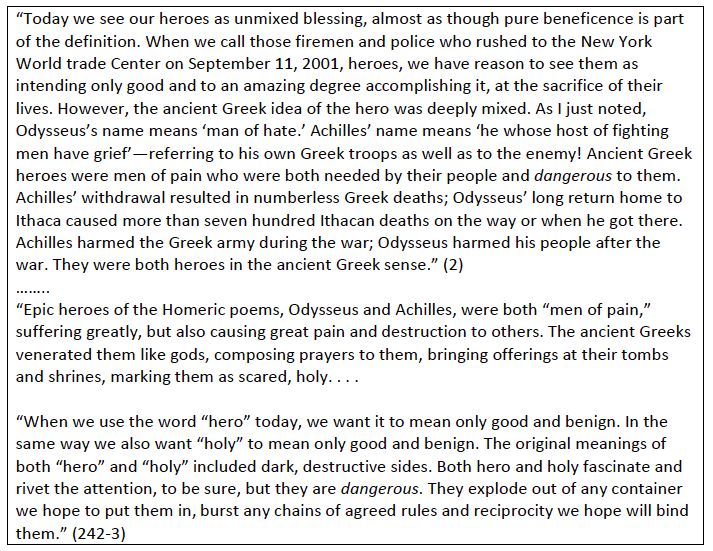 “Today we see our heroes as unmixed blessing, almost as though pure beneficence is part
of the definition. When we call those firemen and police who rushed to the New York
World trade Center on September 11, 2001, heroes, we have reason to see them as
intending only good and to an amazing degree accomplishing it, at the sacrifice of their
lives. However, the ancient Greek idea of the hero was deeply mixed. As I just noted,
Odysseus’s name means ‘man of hate.’ Achilles’ name means ‘he whose host of fighting
men have grief’—referring to his own Greek troops as well as to the enemy! Ancient Greek
heroes were men of pain who were both needed by their people and dangerous to them.
Achilles’ withdrawal resulted in numberless Greek deaths; Odysseus’ long return home to
Ithaca caused more than seven hundred Ithacan deaths on the way or when he got there.
Achilles harmed the Greek army during the war; Odysseus harmed his people after the
war. They were both heroes in the ancient Greek sense.” (2)
........
“Epic heroes of the Homeric poems, Odysseus and Achilles, were both “men of pain,”
suffering greatly, but also causing great pain and destruction to others. The ancient Greeks
venerated them like gods, composing prayers to them, bringing offerings at their tombs
and shrines, marking them as scared, holy. . . .
“When we use the word “hero” today, we want it to mean only good and benign. In the
same way we also want “holy” to mean only good and benign. The original meanings of
both “hero” and “holy” included dark, destructive sides. Both hero and holy fascinate and
rivet the attention, to be sure, but they are dangerous. They explode out of any container
we hope to put them in, burst any chains of agreed rules and reciprocity we hope will bind
them.” (242-3)